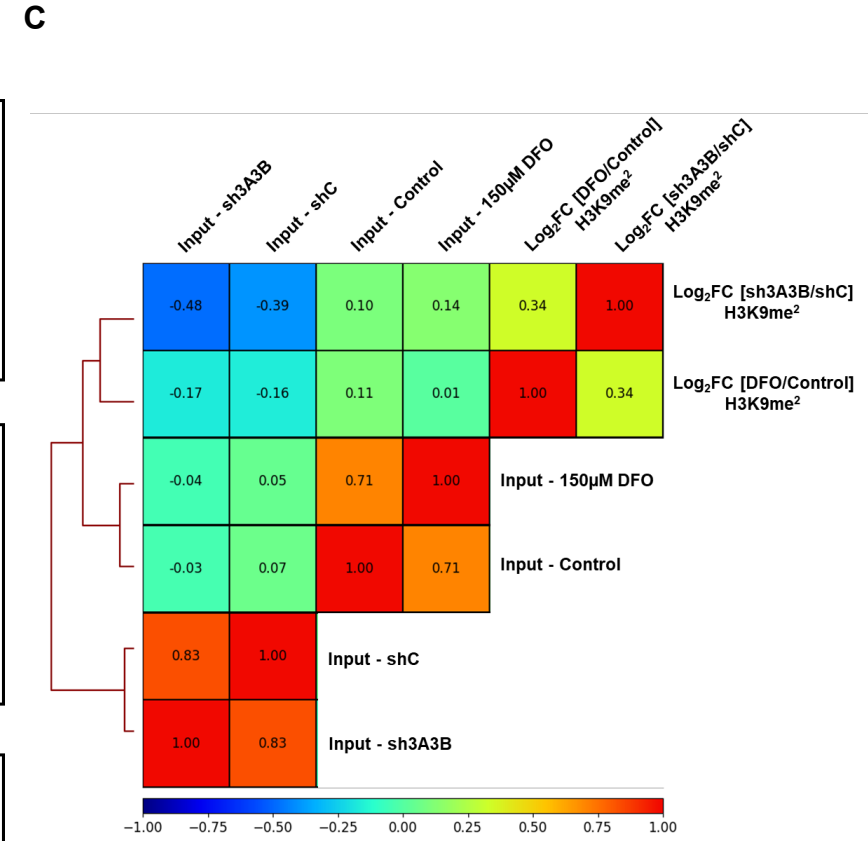 C
Input - sh3A3B
Input - shC
Input - Control
Input - 150µM DFO
Log₂FC [DFO/Control]
H3K9me²
Log₂FC [sh3A3B/shC]
H3K9me²
-0.48 -0.39 0.10 0.14 0.34 1.00
Log₂FC [sh3A3B/shC]
H3K9me²
-0.17 -0.16 0.11 0.01 1.00 0.34
Log₂FC [DFO/Control]
H3K9me²
-0.04 0.05 0.71 1.00 Input - 150µM DFO
-0.03 0.07 1.00 0.71 Input - Control
0.83 1.00 Input - shC
1.00 0.83 Input - sh3A3B
−1.00 −0.75 −0.50 −0.25 0.00 0.25 0.50 0.75 1.00